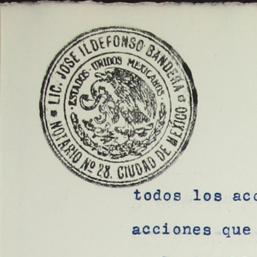 LIC. JOSE ILDEFONSO BANDERA
ESTADOS UNIDOS MEXICANOS
NOTARIO Nº 28. CIUDAD DE MEXICO
todos los acc
acciones que